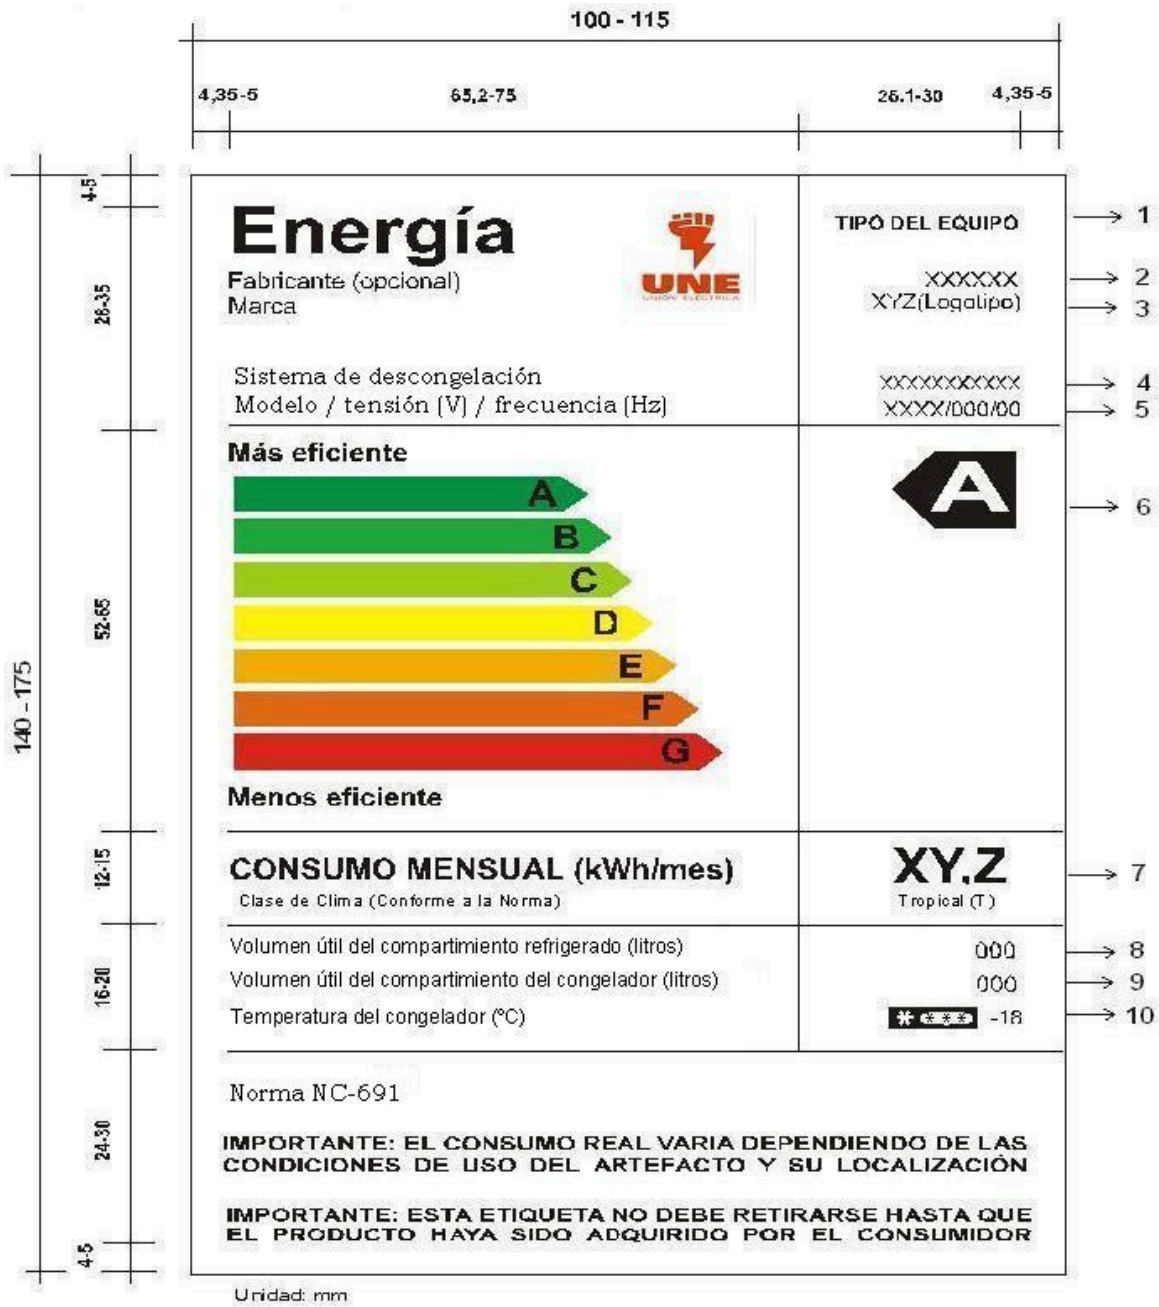 100 - 115
4,35-5 65,2-75 26.1-30 4,35-5
4-5
Energía
UNE
UNIÓN ELÉCTRICA
TIPO DEL EQUIPO 1
Fabricante (opcional) XXXXXX 2
Marca XYZ(Logotipo) 3
28-35
Sistema de descongelación XXXXXXXXXXX 4
Modelo / tensión (V) / frecuencia (Hz) XXXX/000/00 5
Más eficiente
A A 6
B
C
D
52-65
E
F
140 - 175
G
Menos eficiente
12-15
CONSUMO MENSUAL (kWh/mes) XY,Z 7
Clase de Clima (Conforme a la Norma) Tropical (T)
Volumen útil del compartimiento refrigerado (litros) 000 8
Volumen útil del compartimiento del congelador (litros) 000 9
16-20
Temperatura del congelador (ºC) -18 10
Norma NC-691
24-30
IMPORTANTE: EL CONSUMO REAL VARIA DEPENDIENDO DE LAS
CONDICIONES DE USO DEL ARTEFACTO Y SU LOCALIZACIÓN
IMPORTANTE: ESTA ETIQUETA NO DEBE RETIRARSE HASTA QUE
EL PRODUCTO HAYA SIDO ADQUIRIDO POR EL CONSUMIDOR
4-5
Unidad: mm